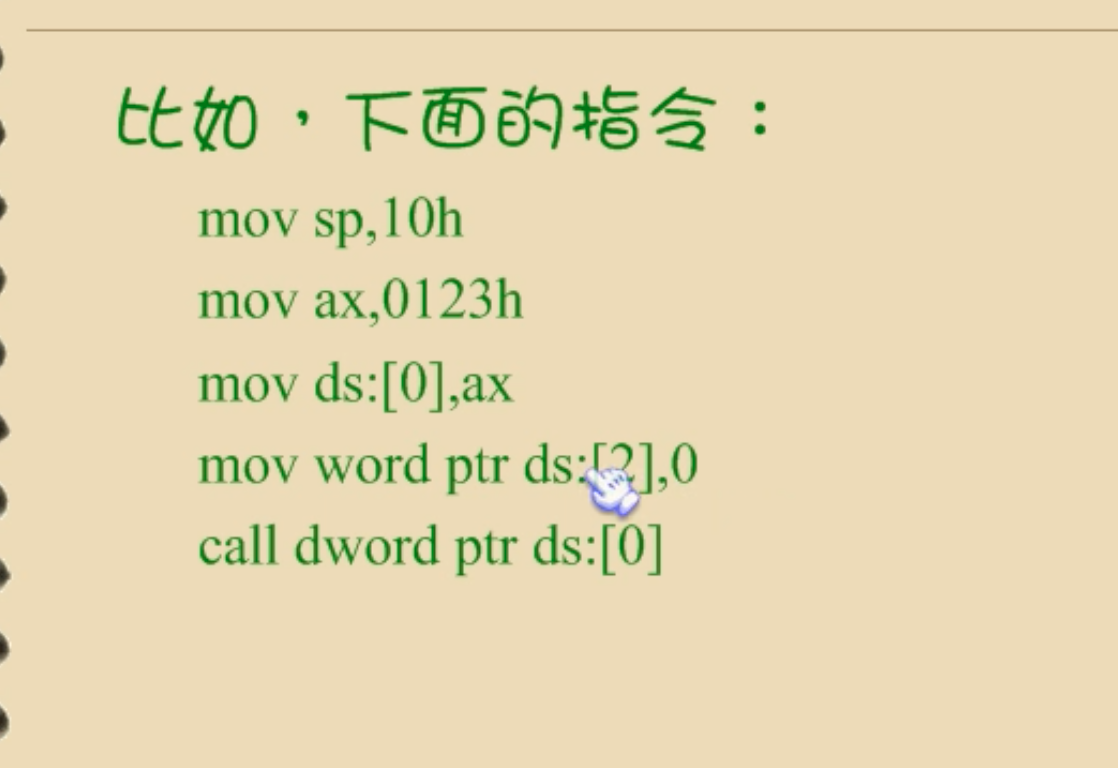 比如，下面的指令：
mov sp,10h
mov ax,0123h
mov ds:[0],ax
mov word ptr ds:[2],0
call dword ptr ds:[0]